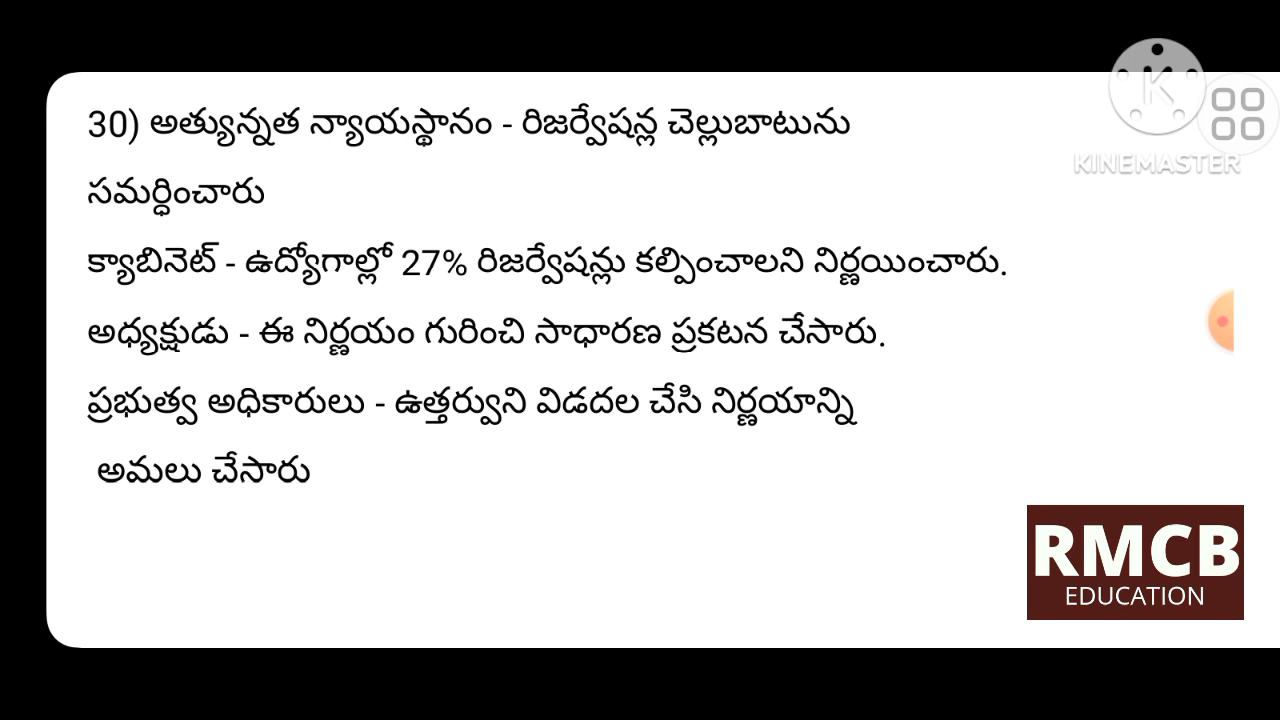 30) అత్యున్నత న్యాయస్థానం - రిజర్వేషన్ల చెల్లుబాటును
సమర్ధించారు
క్యాబినెట్ - ఉద్యోగాల్లో 27% రిజర్వేషన్లు కల్పించాలని నిర్ణయించారు.
అధ్యక్షుడు - ఈ నిర్ణయం గురించి సాధారణ ప్రకటన చేసారు.
ప్రభుత్వ అధికారులు - ఉత్తర్వుని విడదల చేసి నిర్ణయాన్ని
అమలు చేసారు
K
KINEMASTER
RMCB
EDUCATION